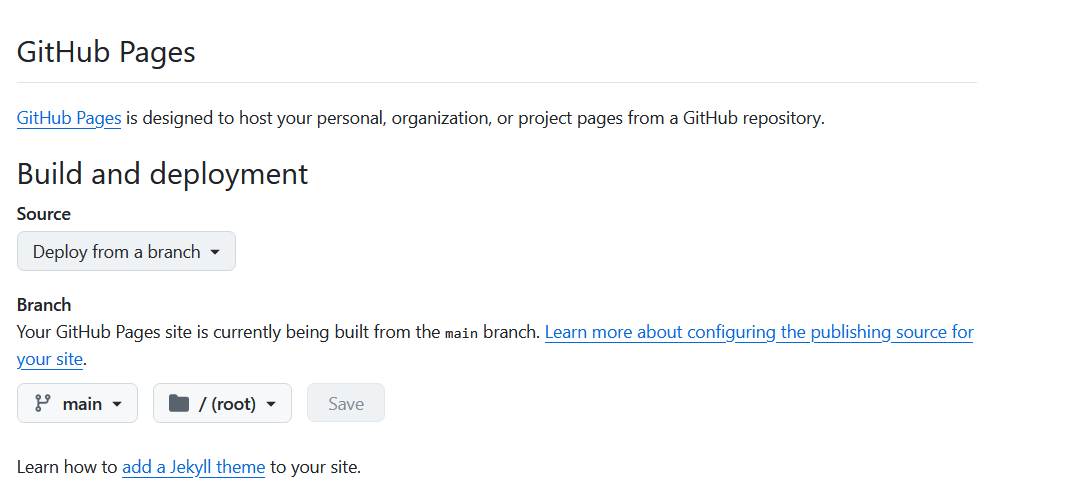 GitHub Pages
GitHub Pages is designed to host your personal, organization, or project pages from a GitHub repository.
Build and deployment
Source
Deploy from a branch
Branch
Your GitHub Pages site is currently being built from the main branch. Learn more about configuring the publishing source for
your site.
main / (root) Save
Learn how to add a Jekyll theme to your site.